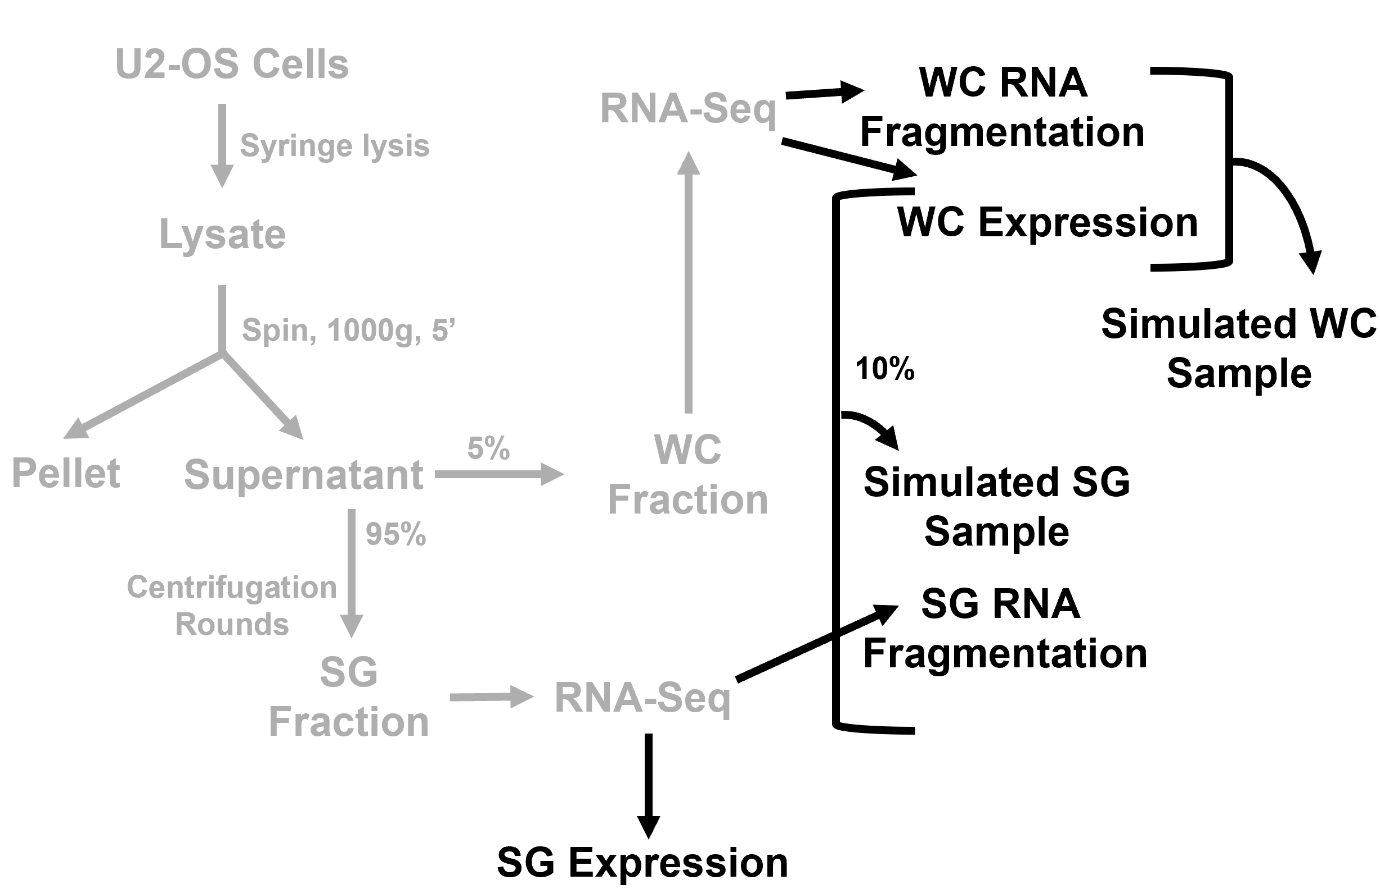 U2-OS Cells
Syringe lysis
Lysate
Spin, 1000g, 5’
Pellet
Supernatant
5%
WC
Fraction
95%
Centrifugation
Rounds
SG
Fraction
RNA-Seq
SG Expression
RNA-Seq
WC RNA
Fragmentation
WC Expression
Simulated WC
Sample
10%
Simulated SG
Sample
SG RNA
Fragmentation